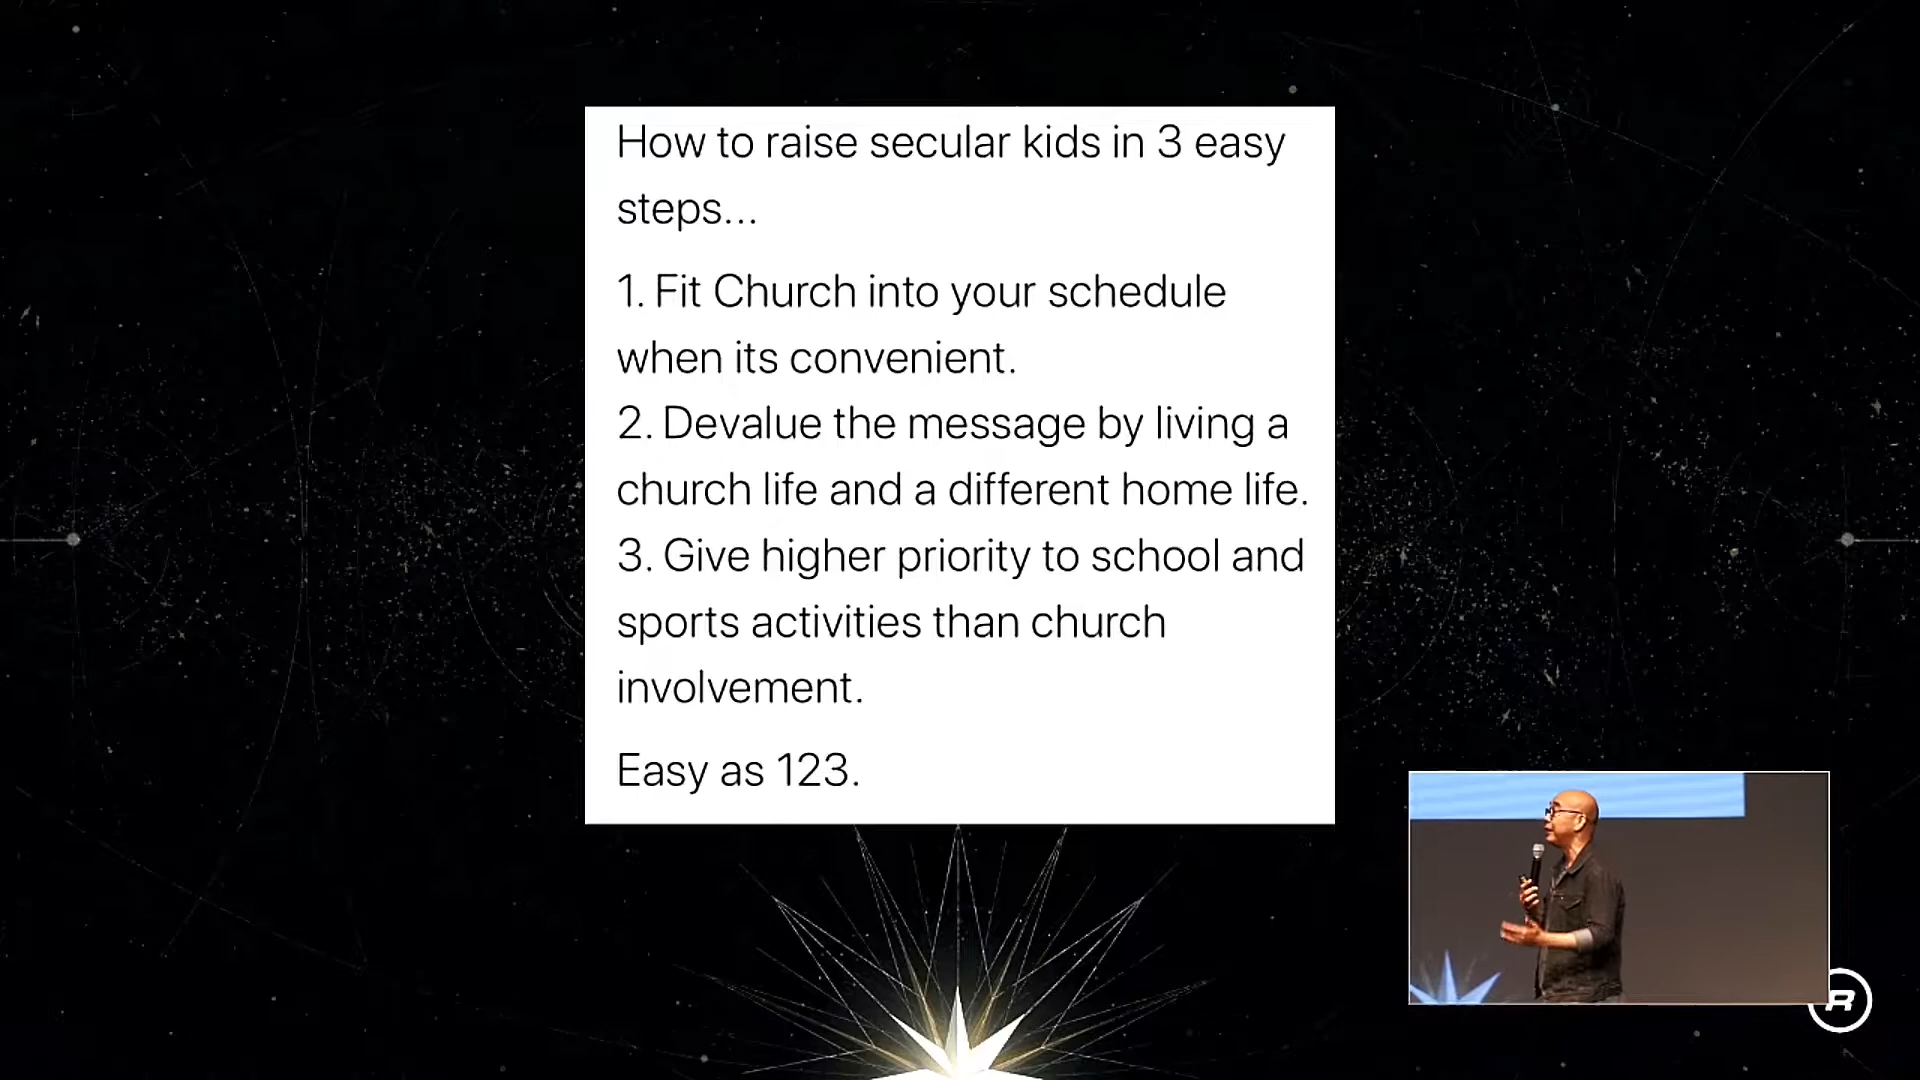 How to raise secular kids in 3 easy
steps...
1. Fit Church into your schedule
when its convenient.
2. Devalue the message by living a
church life and a different home life.
3. Give higher priority to school and
sports activities than church
involvement.
Easy as 123.
R